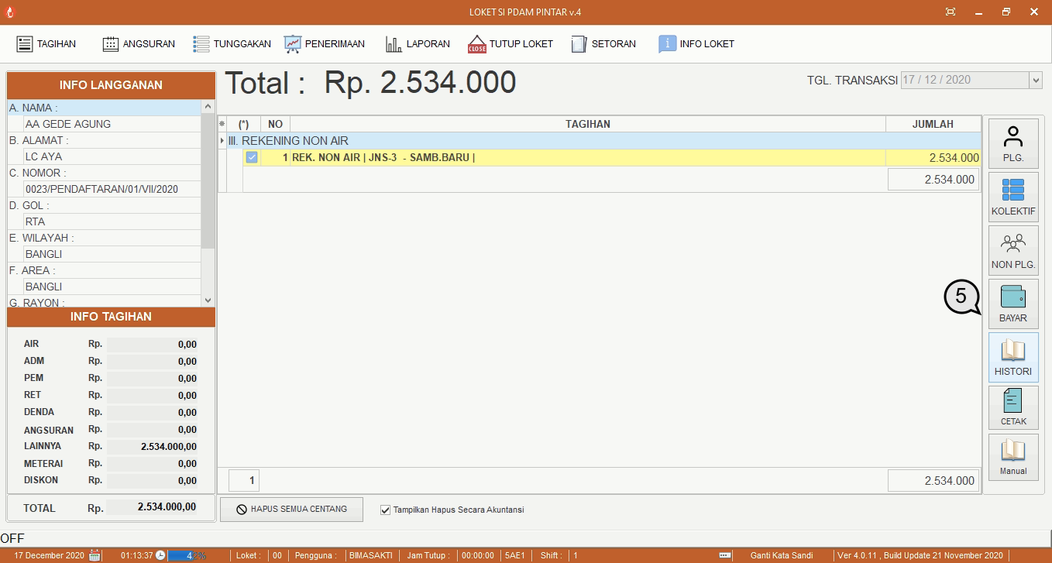 LOKET SI PDAM PINTAR v.4
TAGIHAN ANGSURAN TUNGGAKAN PENERIMAAN LAPORAN CLOSE TUTUP LOKET SETORAN i INFO LOKET
INFO LANGGANAN
A. NAMA :
AA GEDE AGUNG
B. ALAMAT :
LC AYA
C. NOMOR :
0023/PENDAFTARAN/01/VII/2020
D. GOL :
RTA
E. WILAYAH :
BANGLI
F. AREA :
BANGLI
G. RAYON :
INFO TAGIHAN
AIR Rp. 0,00
ADM Rp. 0,00
PEM Rp. 0,00
RET Rp. 0,00
DENDA Rp. 0,00
ANGSURAN Rp. 0,00
LAINNYA Rp. 2.534.000,00
METERAI Rp. 0,00
DISKON Rp. 0,00
TOTAL Rp. 2.534.000,00
Total : Rp. 2.534.000
TGL. TRANSAKSI 17 / 12 / 2020
(*) NO TAGIHAN JUMLAH
III. REKENING NON AIR
1 REK. NON AIR | JNS-3 - SAMB.BARU | 2.534.000
2.534.000
1 2.534.000
HAPUS SEMUA CENTANG Tampilkan Hapus Secara Akuntansi
PLG.
KOLEKTIF
NON PLG.
5
BAYAR
HISTORI
CETAK
Manual
OFF
17 December 2020 01:13:37 Loket : 00 Pengguna : BIMASAKTI Jam Tutup : 00:00:00 5AE1 Shift : 1 Ganti Kata Sandi Ver 4.0.11 , Build Update 21 November 2020